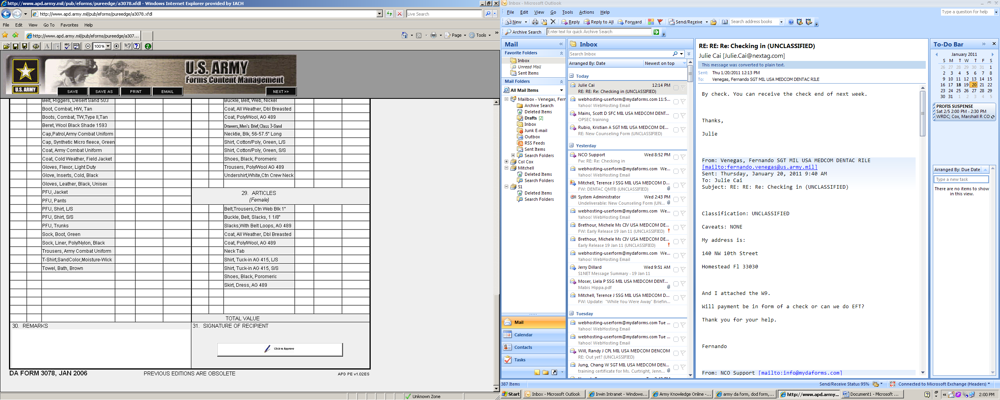 http://www.apd.army.mil/pub/eforms/pureedge/a3078.xfdl - Windows Internet Explorer provided by IACH
http://www.apd.army.mil/pub/eforms/pureedge/a3078.xfdl
Live Search
File Edit View Go To Favorites Help
http://www.apd.army.mil/pub/eforms/pureedge/a307...
Page Tools
100%
U.S. ARMY
U.S. ARMY
Forms Content Management
SAVE SAVE AS PRINT EMAIL NEXT >>
Belt, Riggers, Desert Sand 503
Boot, Combat, HW, Tan
Boots, Combat, TW,Type II,Tan
Beret, Wool Black Shade 1593
Cap,Patrol,Army Combat Uniform
Cap, Synthetic Micro fleece, Green
Coat, Army Combat Uniform
Coat, Cold Weather, Field Jacket
Gloves, Flexor, Light Duty
Glove, Inserts, Cold, Black
Gloves, Leather, Black, Unisex
PFU, Jacket
PFU, Pants
PFU, Shirt, L/S
PFU, Shirt, S/S
PFU, Trunks
Sock, Boot, Green
Sock, Liner, Poly/Nylon, Black
Trousers, Army Combat Uniform
T-Shirt,SandColor,Moisture-Wick
Towel, Bath, Brown
Buckle, Belt, Web, Nickel
Coat, All Weather, Dbl Breasted
Coat, Poly/Wool, AG 489
Drawers,Men's Brief,Class 3-Sand
Necktie, Blk, 56-57.5" Long
Shirt, Cotton/Poly, Green, L/S
Shirt, Cotton/Poly, Green, S/S
Shoes, Black, Poromeric
Trousers, Poly/Wool AG 489
Undershirt,White,Ctn Crew Neck
29. ARTICLES
(Female)
Belt,Trousers,Ctn Web Blk 1"
Buckle, Belt, Slacks, 1 1/8"
Slacks,With Belt Loops, AG 489
Coat, All Weather, Dbl Breasted
Coat, Poly/Wool, AG 489
Neck Tab
Shirt, Tuck-in AG 415, L/S
Shirt, Tuck-in AG 415, S/S
Shoes, Black, Poromeric
Skirt, Dress, AG 489
TOTAL VALUE
30. REMARKS
31. SIGNATURE OF RECIPIENT
Click to Approve
DA FORM 3078, JAN 2006 PREVIOUS EDITIONS ARE OBSOLETE APD PE v1.02ES
Unknown Zone
Inbox - Microsoft Outlook
File Edit View Go Tools Actions Help
Type a question for help
New Reply Reply to All Forward Send/Receive Search address books
Archive Search Enter text for quick Archive Search
Mail
Favorite Folders
Inbox
Unread Mail
Sent Items
Mail Folders
All Mail Items
Mailbox - Venegas, Fern
Archive Search
Deleted Items
Drafts [2]
Inbox
Junk E-mail
Outbox
RSS Feeds
Sent Items
Search Folders
Col Cox
Mitchell
Deleted Items
Search Folders
S1
Deleted Items
Search Folders
Mail
Calendar
Contacts
Tasks
Inbox
Search Inbox
Arranged By: Date Newest on top
Today
Julie Cai 12:14 PM
RE: RE: Re: Checking in (UNCLASSIFIED)
webhosting-userform@mydaforms.com 11:5...
Yahoo! WebHosting Email
Mains, Scott D SFC MIL USA MEDCOM DENT...
OPSEC training
Rubio, Kristian A SGT MIL USA MEDCOM DE...
RE: New Counseling Form (UNCLASSIFIED)
Yesterday
NCO Support Wed 8:52 PM
Fw: RE: Re: Checking in
webhosting-userform@mydaforms.com We...
Yahoo! WebHosting Email
Mitchell, Terence J SSG MIL USA MEDCOM D...
FW: DENTAC QMTB (UNCLASSIFIED)
System Administrator Wed 2:43 PM
Undeliverable: New Counseling Form (UN...
webhosting-userform@mydaforms.com We...
Yahoo! WebHosting Email
Brethour, Michele Ms CIV USA MEDCOM DE...
FW: Early Release 19 Jan 11 (UNCLASSIFIED)
Brethour, Michele Ms CIV USA MEDCOM DE...
Early Release 19 Jan 11 (UNCLASSIFIED)
webhosting-userform@mydaforms.com We...
Yahoo! WebHosting Email
Jerry Dillard Wed 9:51 AM
S1NET Message Summary - 19 Jan 11
Moser, Liela P SSG MIL USA MEDCOM DENT...
Mabis Hippa.pdf
Mitchell, Terence J SSG MIL USA MEDCOM D...
FW: Update: "While You Were Away" Briefin...
Tuesday
webhosting-userform@mydaforms.com Tue ...
Yahoo! WebHosting Email
webhosting-userform@mydaforms.com Tue ...
Yahoo! WebHosting Email
Will, Randy J CPL MIL USA MEDCOM DENCOM
RE: Out yet? (UNCLASSIFIED)
Jung, Chang W SGT MIL USA MEDCOM DEN...
training certificate for Ms. Curtright, Jenn...
RE: RE: Re: Checking in (UNCLASSIFIED)
Julie Cai [Julie.Cai@nextag.com]
This message was converted to plain text.
Sent: Thu 1/20/2011 12:13 PM
To: Venegas, Fernando SGT MIL USA MEDCOM DENTAC RILE
By check. You can receive the check end of next week.
Thanks,
Julie
From: Venegas, Fernando SGT MIL USA MEDCOM DENTAC RILE
[mailto:fernando.venegas@us.army.mil]
Sent: Thursday, January 20, 2011 9:40 AM
To: Julie Cai
Subject: RE: RE: Re: Checking in (UNCLASSIFIED)
Classification: UNCLASSIFIED
Caveats: NONE
My address is:
140 NW 10th Street
Homestead Fl 33030
And I attached the W9.
Will payment be in form of a check or can we do EFT?
Thank you for your help.
Fernando
From: NCO Support [mailto:info@mydaforms.com]
To-Do Bar
January 2011
S M T W T F S
26 27 28 29 30 31 1
2 3 4 5 6 7 8
9 10 11 12 13 14 15
16 17 18 19 20 21 22
23 24 25 26 27 28 29
30 31 1 2 3 4 5
PROFIS SUSPENSE
Sat 2/5 2:00 PM - 2:30 PM
WRDC; Cox, Marshall R CO
Arranged By: Due Date
Type a new task
There are no items to show
in this view.
387 Items
Send/Receive Status 95% Connected to Microsoft Exchange (Headers)
Start Inbox - Microsoft Outlook Irwin Intranet - Windows... Army Knowledge Online -... army da form, dod form,... http://www.apd.army... Document1 - Microsoft ... 2:00 PM